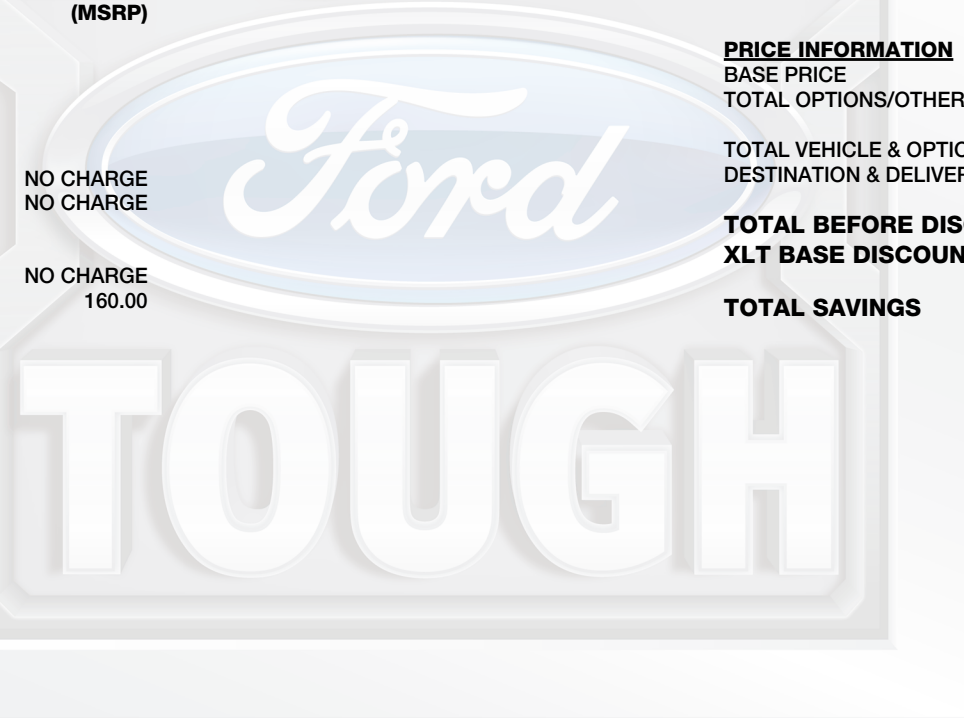 (MSRP)
NO CHARGE
NO CHARGE
NO CHARGE
160.00
PRICE INFORMATION
BASE PRICE
TOTAL OPTIONS/OTHER
TOTAL VEHICLE & OPTIO
DESTINATION & DELIVER
TOTAL BEFORE DIS
XLT BASE DISCOUN
TOTAL SAVINGS
Ford
TOUGH